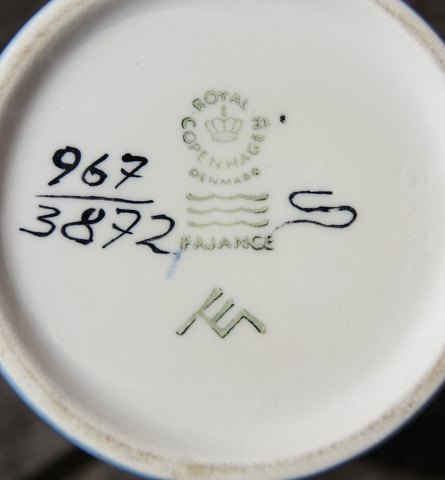 ROYAL
COPENHAGEN
DENMARK
967
3872
FAJANCE
S